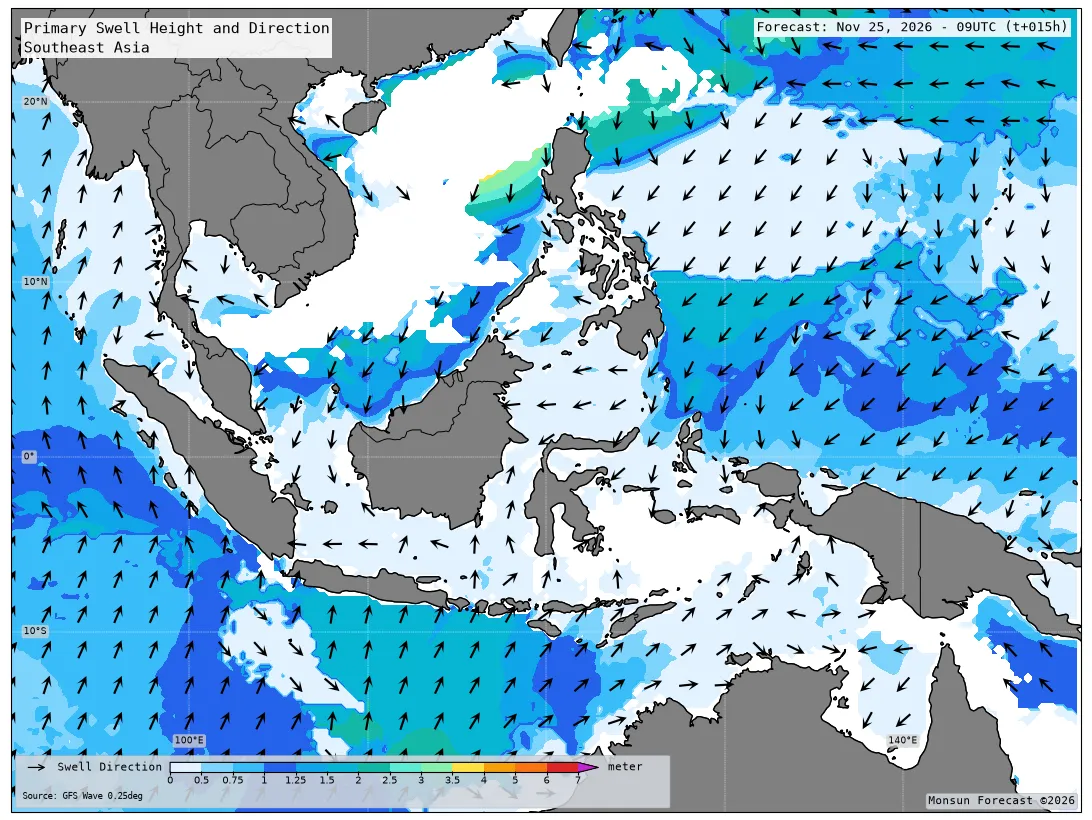 Primary Swell Height and Direction
Southeast Asia
Forecast: Nov 25, 2026 - 09UTC (t+015h)
20°N
10°N
0°
10°S
100°E
140°E
Swell Direction
meter
0 0.5 0.75 1 1.25 1.5 2 2.5 3 3.5 4 5 6 7
Source: GFS Wave 0.25deg
Monsun Forecast ©2026